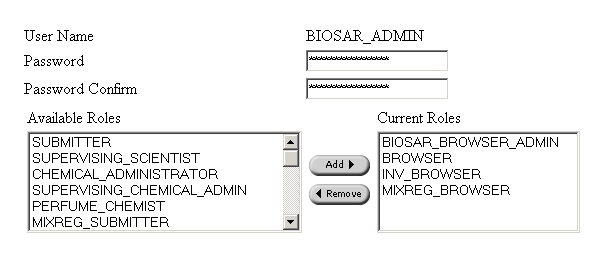 User Name BIOSAR_ADMIN
Password ****************
Password Confirm ****************
Available Roles Current Roles
SUBMITTER
SUPERVISING_SCIENTIST
CHEMICAL_ADMINISTRATOR
SUPERVISING_CHEMICAL_ADMIN
PERFUME_CHEMIST
MIXREG_SUBMITTER
Add
Remove
BIOSAR_BROWSER_ADMIN
BROWSER
INV_BROWSER
MIXREG_BROWSER